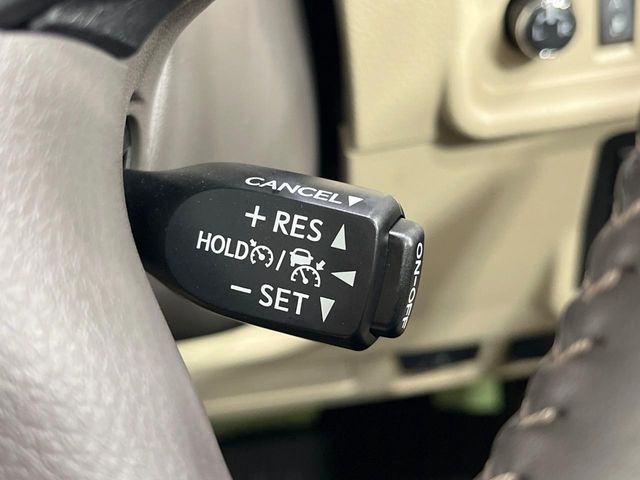 CANCEL▼
+ RES ▲
HOLD / ◀
− SET ▼
ON-OFF